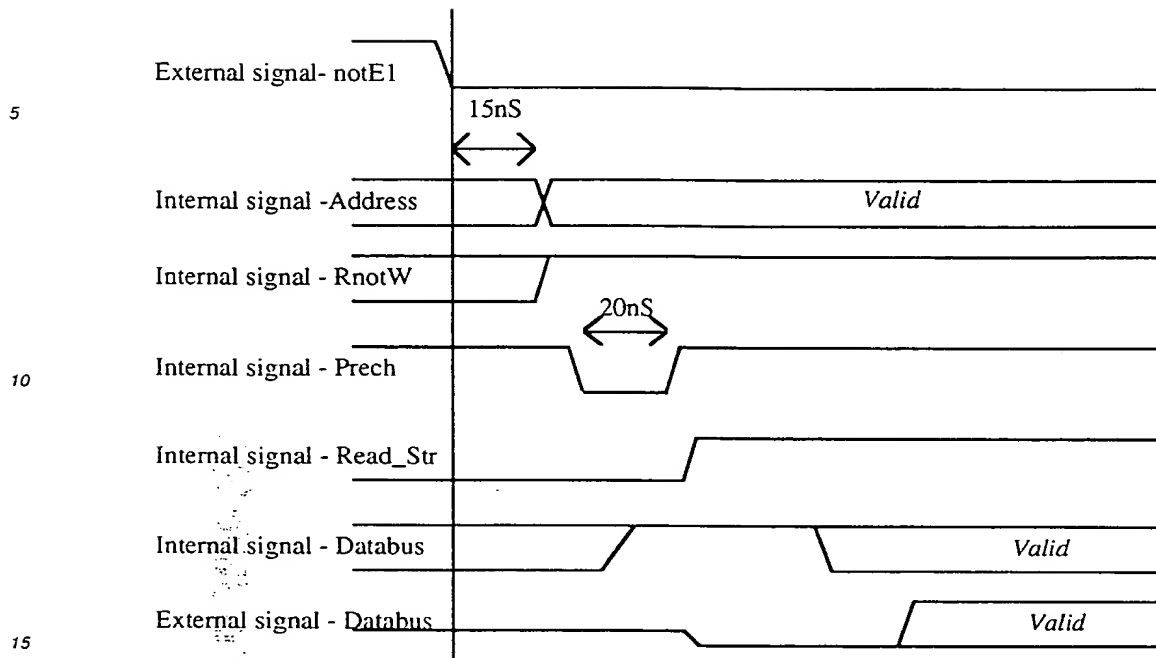 External signal- notE1
5
15nS
Internal signal -Address
Valid
Internal signal - RnotW
20nS
Internal signal - Prech
10
Internal signal - Read_Str
Internal signal - Databus
Valid
External signal - Databus
Valid
15